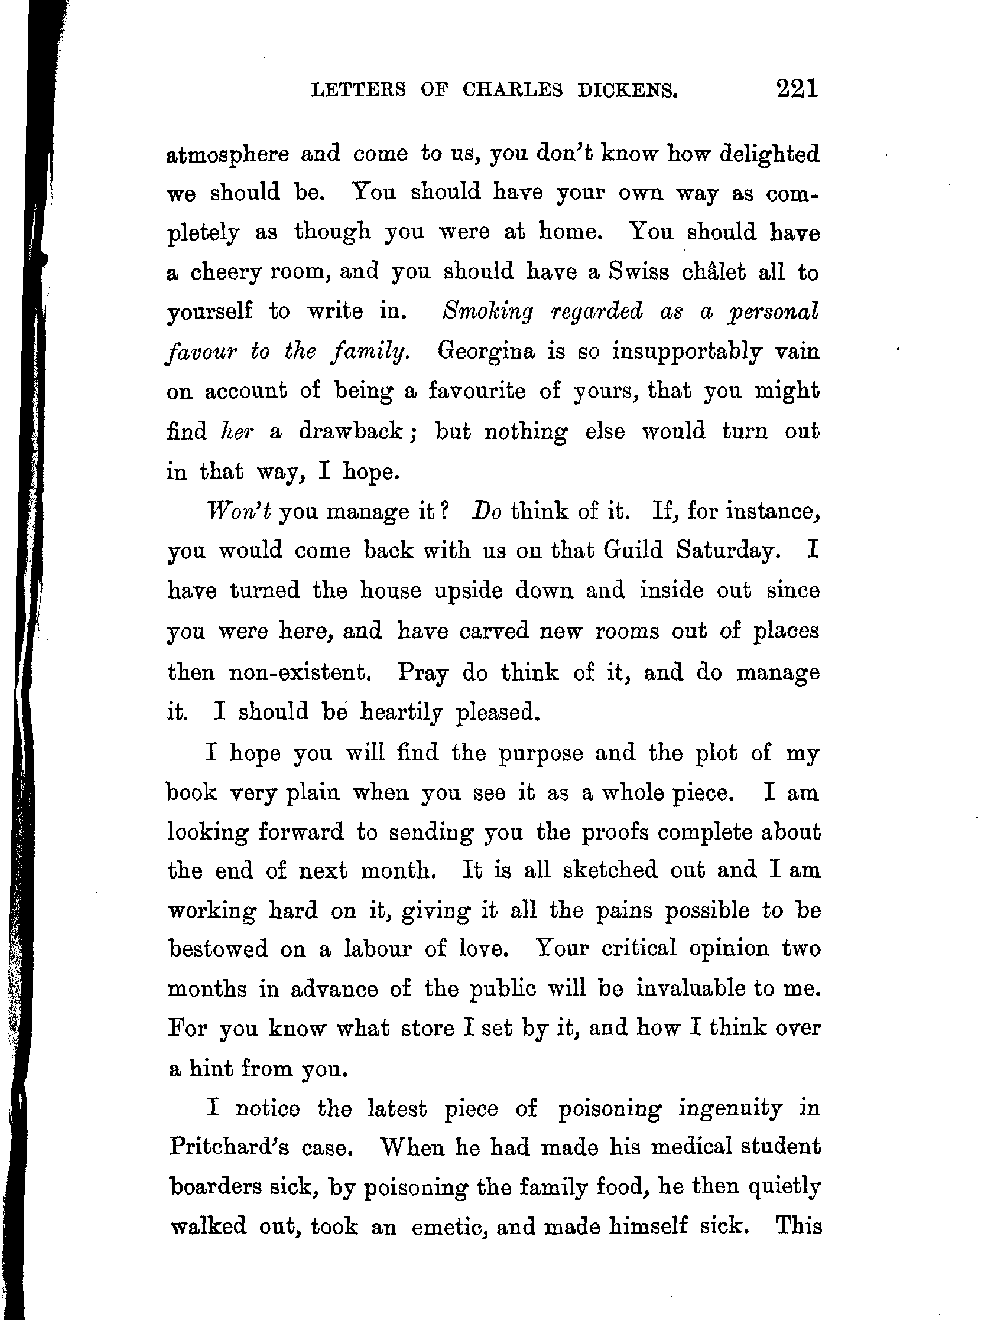 LETTERS OF CHARLES DICKENS. 221
atmosphere and come to us, you don't know how delighted
we should be. You should have your own way as com-
pletely as though you were at home. You should have
a cheery room, and you should have a Swiss châlet all to
yourself to write in. Smoking regarded as a personal
favour to the family. Georgina is so insupportably vain
on account of being a favourite of yours, that you might
find her a drawback; but nothing else would turn out
in that way, I hope.
Won't you manage it? Do think of it. If, for instance,
you would come back with us on that Guild Saturday. I
have turned the house upside down and inside out since
you were here, and have carved new rooms out of places
then non-existent. Pray do think of it, and do manage
it. I should be heartily pleased.
I hope you will find the purpose and the plot of my
book very plain when you see it as a whole piece. I am
looking forward to sending you the proofs complete about
the end of next month. It is all sketched out and I am
working hard on it, giving it all the pains possible to be
bestowed on a labour of love. Your critical opinion two
months in advance of the public will be invaluable to me.
For you know what store I set by it, and how I think over
a hint from you.
I notice the latest piece of poisoning ingenuity in
Pritchard's case. When he had made his medical student
boarders sick, by poisoning the family food, he then quietly
walked out, took an emetic, and made himself sick. This